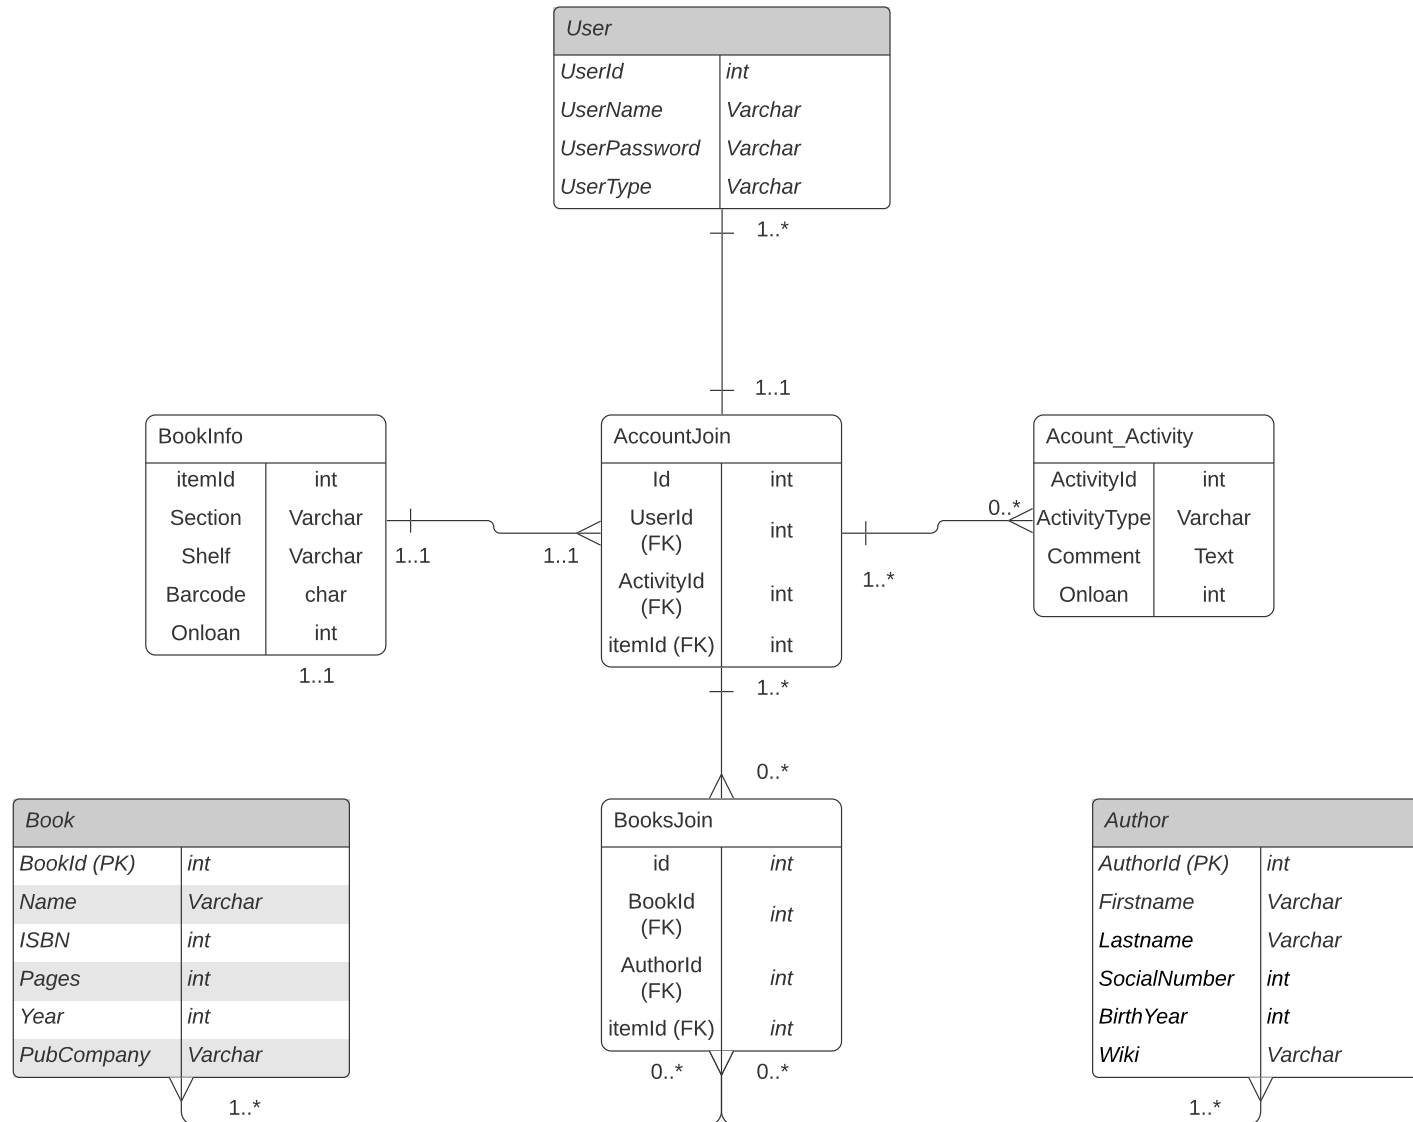 User
UserId int
UserName Varchar
UserPassword Varchar
UserType Varchar
1..*
1..1
BookInfo
itemId int
Section Varchar
Shelf Varchar
Barcode char
Onloan int
1..1
1..1
1..1
AccountJoin
Id int
UserId
(FK) int
ActivityId
(FK) int
itemId (FK) int
1..*
0..*
Acount_Activity
ActivityId int
ActivityType Varchar
Comment Text
Onloan int
1..*
0..*
Book
BookId (PK) int
Name Varchar
ISBN int
Pages int
Year int
PubCompany Varchar
1..*
BooksJoin
id int
BookId
(FK) int
AuthorId
(FK) int
itemId (FK) int
0..* 0..*
Author
AuthorId (PK) int
Firstname Varchar
Lastname Varchar
SocialNumber int
BirthYear int
Wiki Varchar
1..*